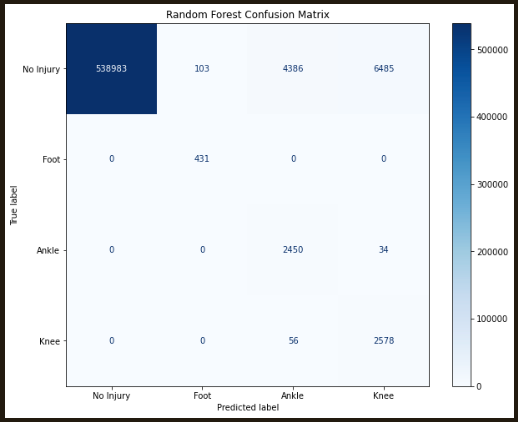 Random Forest Confusion Matrix
No Injury 538983 103 4386 6485
Foot 0 431 0 0
Ankle 0 0 2450 34
Knee 0 0 56 2578
No Injury Foot Ankle Knee
Predicted label
True label
500000
400000
300000
200000
100000
0